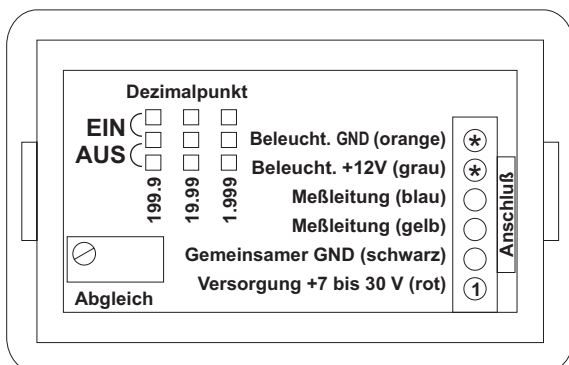 Dezimalpunkt
EIN
AUS
199.9
19.99
1.999
Beleucht. GND (orange)
*
Beleucht. +12V (grau)
*
Meßleitung (blau)
Meßleitung (gelb)
Gemeinsamer GND (schwarz)
Versorgung +7 bis 30 V (rot)
1
Anschluß
Abgleich